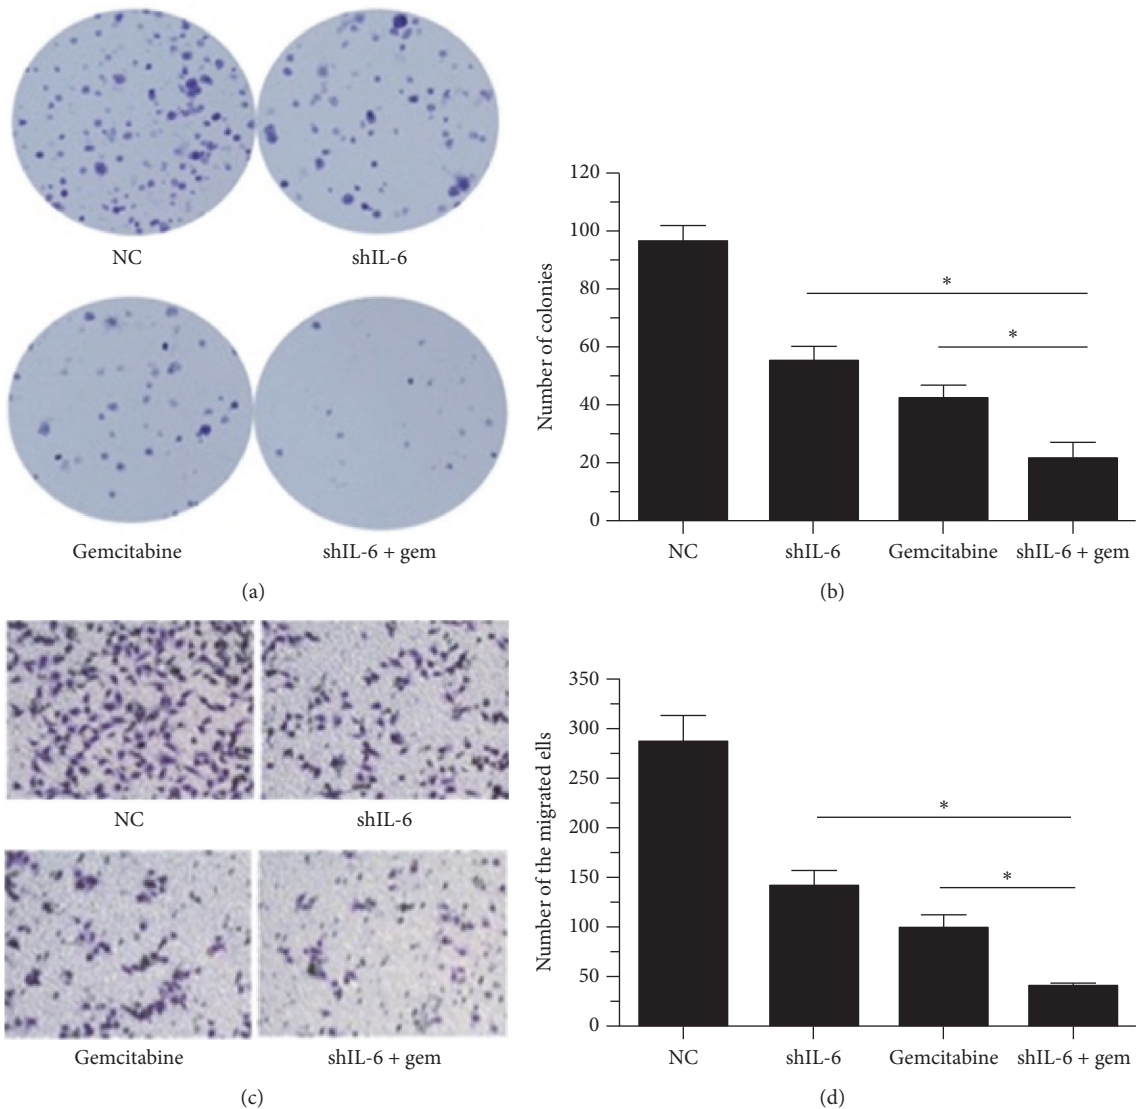 NC
shIL-6
Gemcitabine
shIL-6 + gem
(a)
120
100
80
60
40
20
0
Number of colonies
*
*
NC
shIL-6
Gemcitabine
shIL-6 + gem
(b)
NC
shIL-6
Gemcitabine
shIL-6 + gem
(c)
350
300
250
200
150
100
50
0
Number of the migrated ells
*
*
NC
shIL-6
Gemcitabine
shIL-6 + gem
(d)